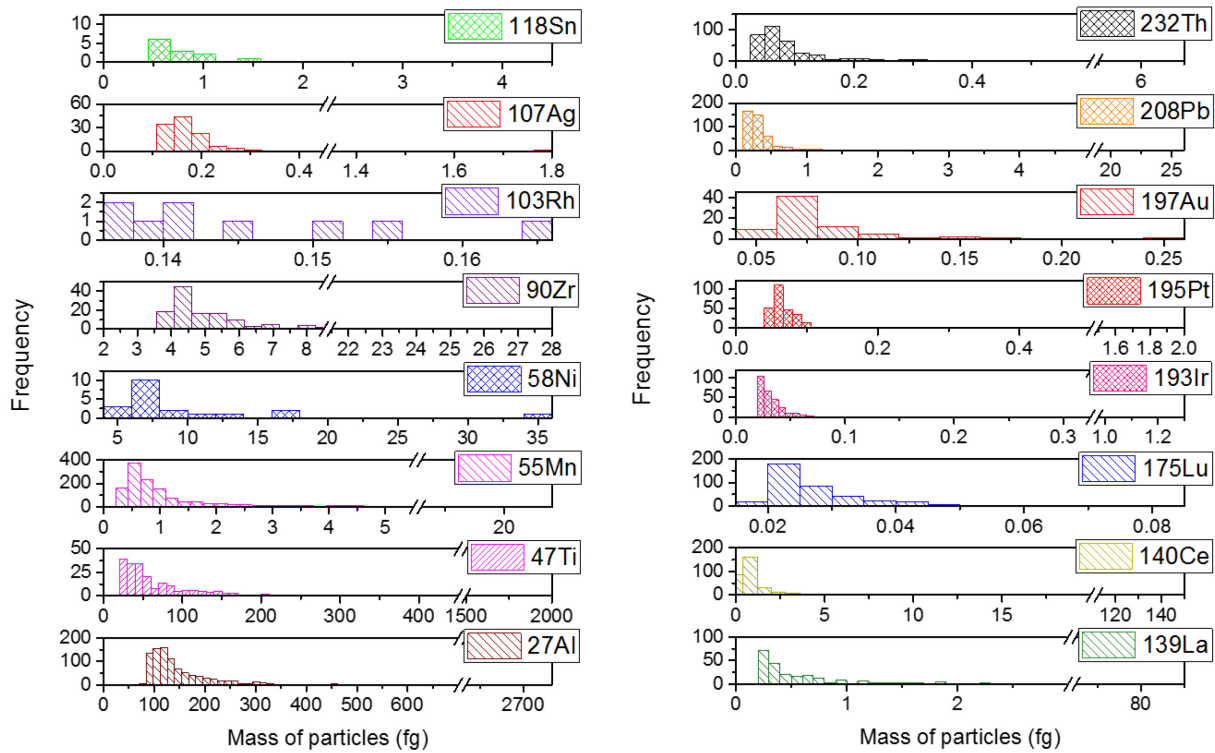 Frequency
118Sn
0 5 10
0 1 2 3 4
107Ag
0 30 60
0.0 0.2 0.4 1.4 1.6 1.8
103Rh
0 1 2
0.14 0.15 0.16
90Zr
0 20 40
2 3 4 5 6 7 8 22 23 24 25 26 27 28
58Ni
0 5 10
5 10 15 20 25 30 35
55Mn
0 200 400
0 1 2 3 4 5 20
47Ti
0 25 50
0 100 200 300 400 1500 2000
27Al
0 100 200
0 100 200 300 400 500 600 2700
Mass of particles (fg)
Frequency
232Th
0 100
0.0 0.2 0.4 6
208Pb
0 100 200
0 1 2 3 4 20 25
197Au
0 20 40
0.05 0.10 0.15 0.20 0.25
195Pt
0 50 100
0.0 0.2 0.4 1.6 1.8 2.0
193Ir
0 50 100
0.0 0.1 0.2 0.3 1.0 1.2
175Lu
0 100 200
0.02 0.04 0.06 0.08
140Ce
0 100 200
0 5 10 15 120 140
139La
0 50 100
0 1 2 80
Mass of particles (fg)